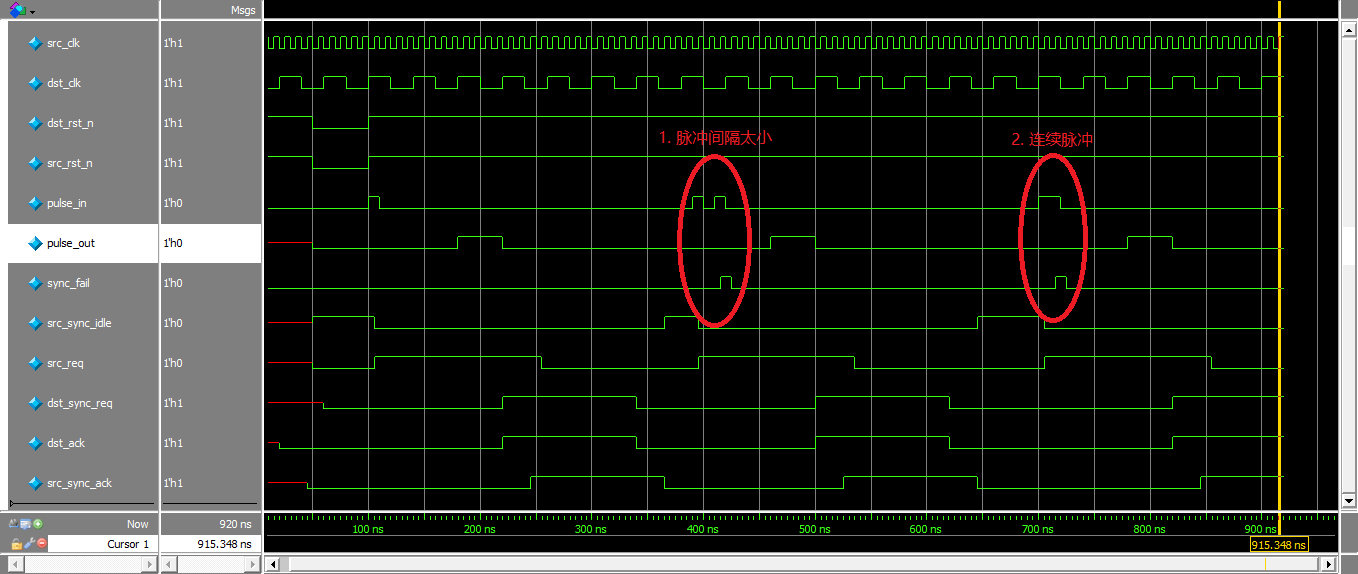 Msgs
src_clk 1'h1
dst_clk 1'h1
dst_rst_n 1'h1
1. 脉冲间隔太小 2. 连续脉冲
src_rst_n 1'h1
pulse_in 1'h0
pulse_out 1'h0
sync_fail 1'h0
src_sync_idle 1'h0
src_req 1'h0
dst_sync_req 1'h1
dst_ack 1'h1
src_sync_ack 1'h1
Now 920 ns 100 ns 200 ns 300 ns 400 ns 500 ns 600 ns 700 ns 800 ns 900 ns
Cursor 1 915.348 ns 915.348 ns